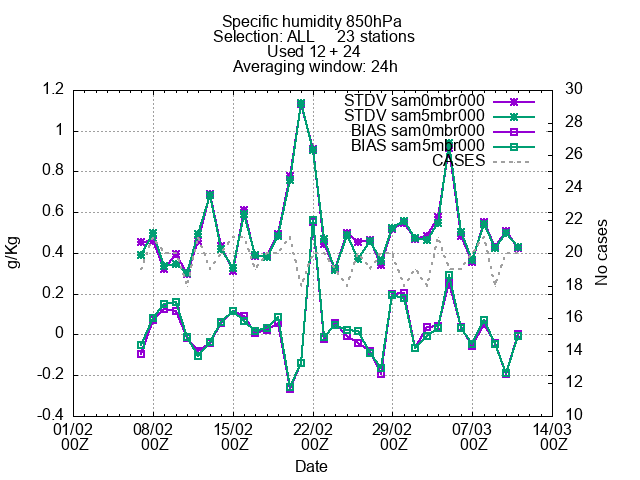 Specific humidity 850hPa
Selection: ALL 23 stations
Used 12 + 24
Averaging window: 24h
STDV sam0mbr000
STDV sam5mbr000
BIAS sam0mbr000
BIAS sam5mbr000
CASES
1.2
1
0.8
0.6
0.4
0.2
0
-0.2
-0.4
g/Kg
30
28
26
24
22
20
18
16
14
12
10
No cases
01/02 08/02 15/02 22/02 29/02 07/03 14/03
00Z 00Z 00Z 00Z 00Z 00Z 00Z
Date